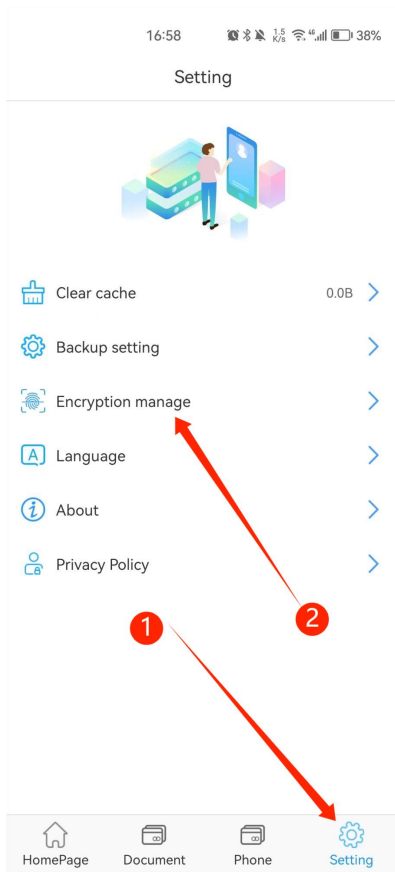 16:58 1.5 K/s 46 38%
Setting
Clear cache 0.0B
Backup setting
Encryption manage
A Language
i About
Privacy Policy
1
2
HomePage Document Phone Setting